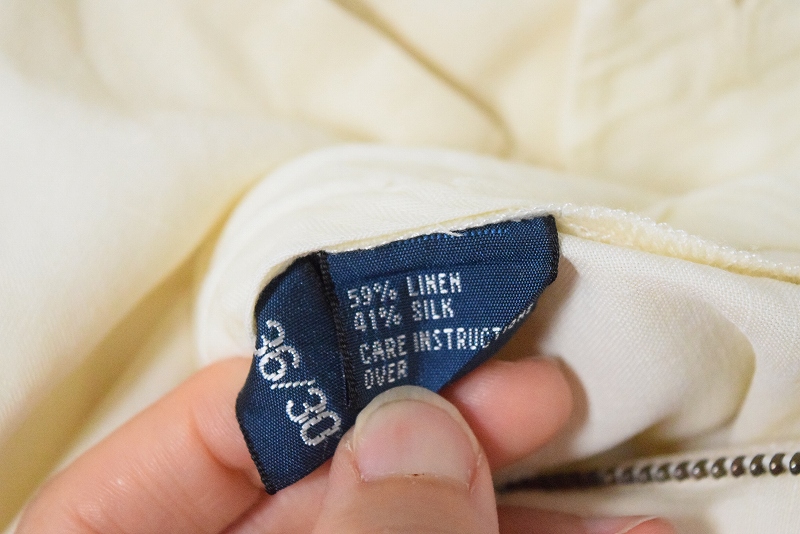 36/30
59% LINEN
41% SILK
CARE INSTRUCT
OVER